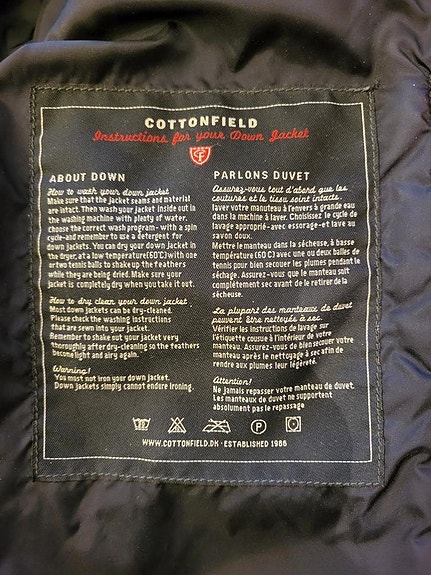 COTTONFIELD
Instructions for your Down Jacket
CF
ABOUT DOWN
How to wash your down jacket
Make sure that the jacket seams and material
are intact. Then wash your jacket inside out in
the washing machine with plenty of water.
Choose the correct wash program- with a spin
cycle-and remember to use a detergent for
down jackets. You can dry your Down Jacket in
the dryer, at a low temperature(60°C) with one
or two tennis balls to shake up the feathers
while they are being dried. Make sure your
jacket is completely dry when you take it out.
How to dry clean your down jacket
Most down jackets can be dry-cleaned.
Please check the washing instructions
that are sewn into your jacket.
Remember to shake out your jacket very
thoroughly after dry-cleaning so the feathers
become light and airy again.
Warning!
You must not iron your down jacket.
Down jackets simply cannot endure ironing.
PARLONS DUVET
Assurez-vous tout d'abord que les
coutures et le tissu soint intacts.
laver votre manuteau à l'envers à grande eau
dans la machine à laver. Choisissez le cycle de
lavage approprié-avec essorage-et lave au
savon doux.
Mettre le manteau dans la sécheuse, à basse
température (60 C) avec une ou deux balles de
tennis pour bien secouer les plumes pendant le
séchage. Assurez-vous que le manteau soit
complétement sec avant de le retirer de la
sécheuse.
La plupart des manteaux de duvet
peuvent être nettoyés à sec.
Vérifier les instructions de lavage sur
l'étiquette cousue à l'intérieur de votre
manteau. Assurez-vous de bien secouer votre
manteau après le nettoyage à sec afin de
rendre aux plumes leur légéreté.
Attention!
Ne jamais repasser votre manteau de duvet.
Les manteaux de duvet ne supportent
absolument pas le repassage
P
WWW.COTTONFIELD.DK · ESTABLISHED 1986